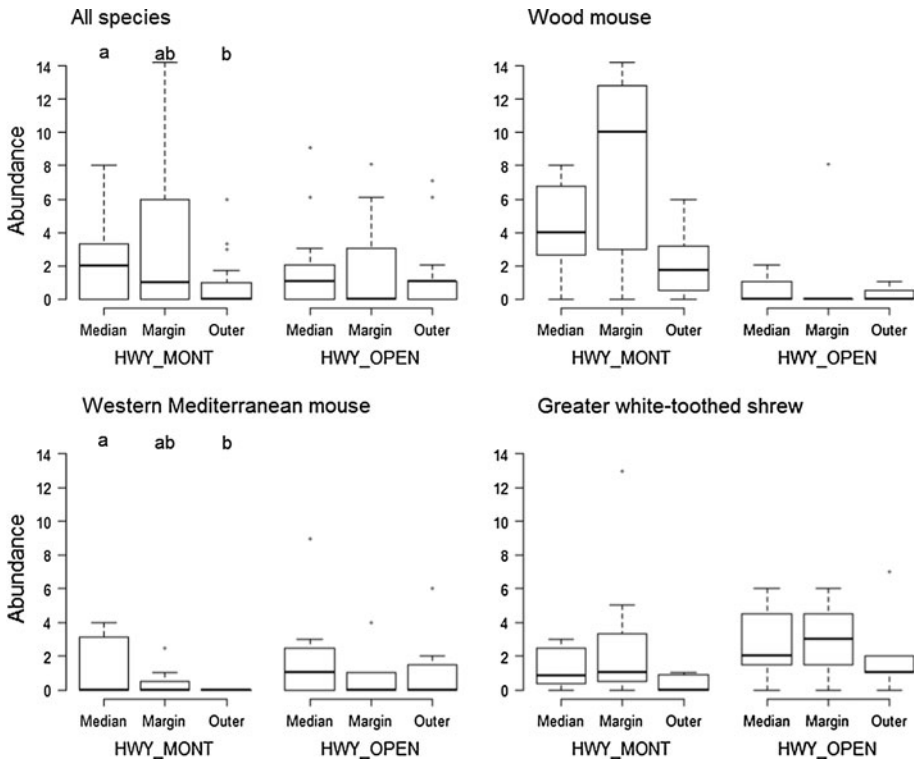 All species
a ab b
Abundance
14
12
10
8
6
4
2
0
Median Margin Outer Median Margin Outer
HWY_MONT HWY_OPEN
Wood mouse
14
12
10
8
6
4
2
0
Median Margin Outer Median Margin Outer
HWY_MONT HWY_OPEN
Western Mediterranean mouse
a ab b
Abundance
14
12
10
8
6
4
2
0
Median Margin Outer Median Margin Outer
HWY_MONT HWY_OPEN
Greater white-toothed shrew
14
12
10
8
6
4
2
0
Median Margin Outer Median Margin Outer
HWY_MONT HWY_OPEN